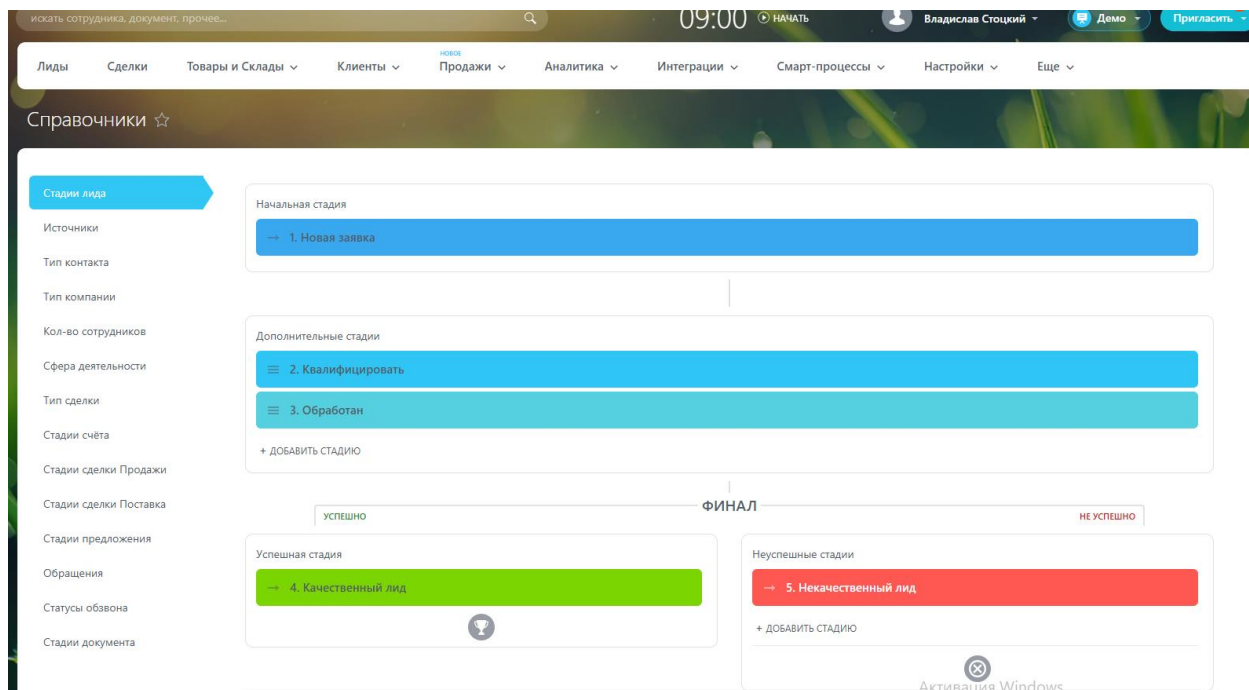 искать сотрудника, документ, прочее...
09:00 НАЧАТЬ
Владислав Стоцкий
Демо
Пригласить
Лиды Сделки Товары и Склады Клиенты Продажи Аналитика Интеграции Смарт-процессы Настройки Еще
НОВОЕ
Справочники
Стадии лида
Источники
Тип контакта
Тип компании
Кол-во сотрудников
Сфера деятельности
Тип сделки
Стадии счёта
Стадии сделки Продажи
Стадии сделки Поставка
Стадии предложения
Обращения
Статусы обзвона
Стадии документа
Начальная стадия
1. Новая заявка
Дополнительные стадии
2. Квалифицировать
3. Обработан
+ ДОБАВИТЬ СТАДИЮ
ФИНАЛ
УСПЕШНО
НЕ УСПЕШНО
Успешная стадия
4. Качественный лид
Неуспешные стадии
5. Некачественный лид
+ ДОБАВИТЬ СТАДИЮ
Активация Windows